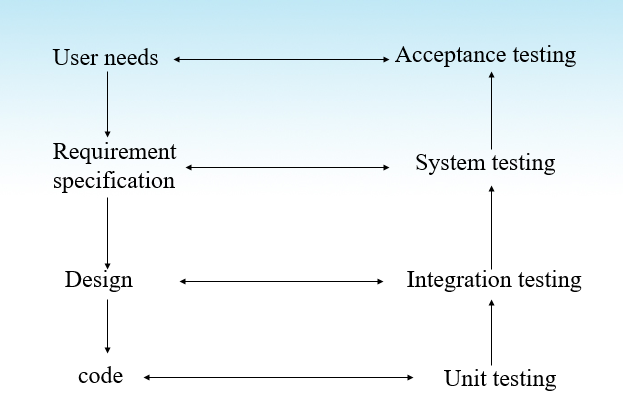 User needs
Acceptance testing
Requirement
specification
System testing
Design
Integration testing
code
Unit testing